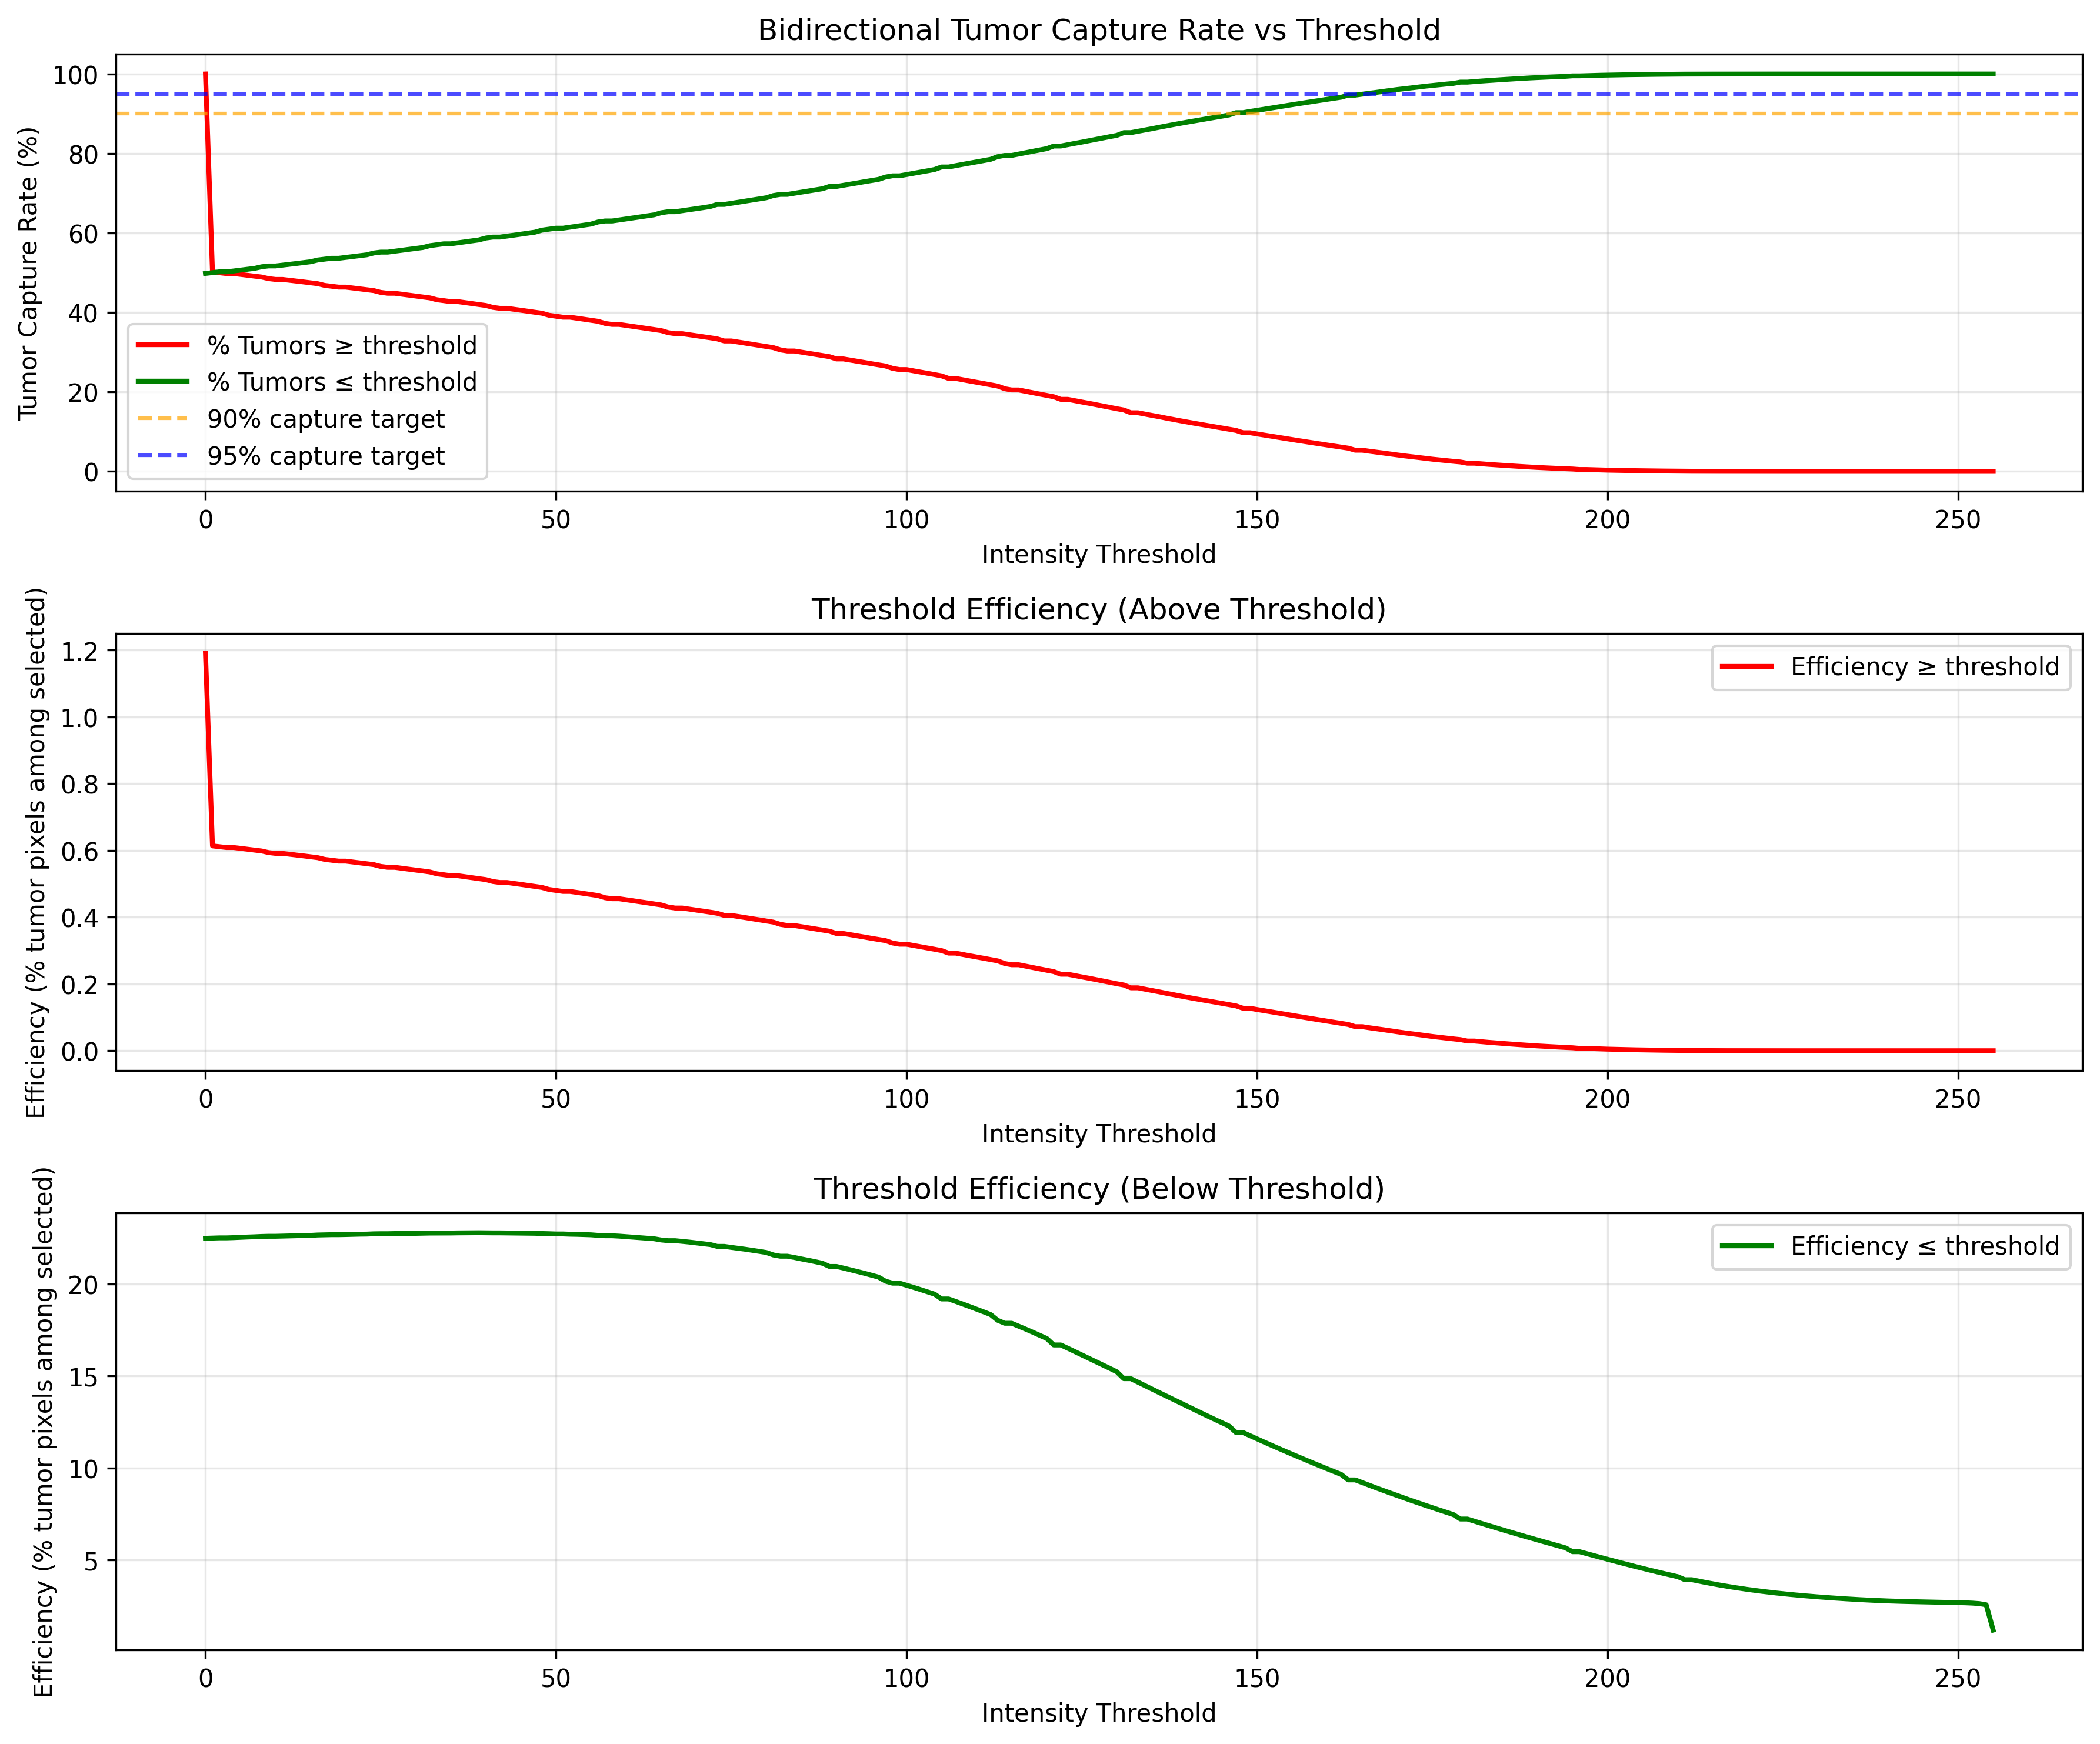 Bidirectional Tumor Capture Rate vs Threshold
Tumor Capture Rate (%)
100
80
60
40
20
0
% Tumors ≥ threshold
% Tumors ≤ threshold
90% capture target
95% capture target
0 50 100 150 200 250
Intensity Threshold
Threshold Efficiency (Above Threshold)
Efficiency (% tumor pixels among selected)
1.2
1.0
0.8
0.6
0.4
0.2
0.0
Efficiency ≥ threshold
0 50 100 150 200 250
Intensity Threshold
Threshold Efficiency (Below Threshold)
Efficiency (% tumor pixels among selected)
20
15
10
5
Efficiency ≤ threshold
0 50 100 150 200 250
Intensity Threshold